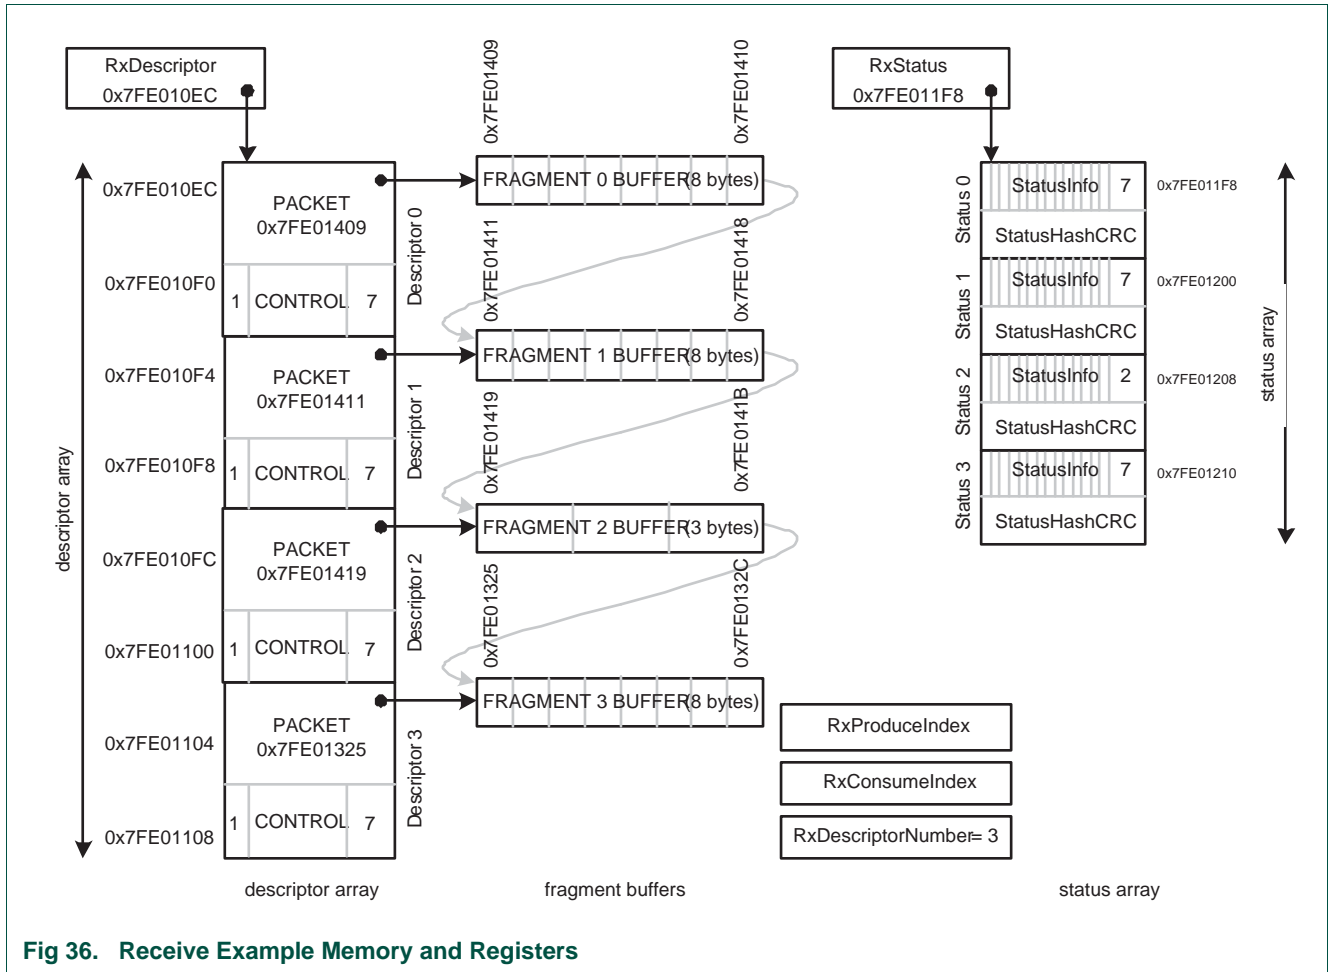 RxDescriptor
0x7FE010EC
0x7FE01409
0x7FE01410
RxStatus
0x7FE011F8
descriptor array
0x7FE010EC
PACKET
0x7FE01409
0x7FE010F0
1 CONTROL 7
Descriptor 0
FRAGMENT 0 BUFFER(8 bytes)
0x7FE01411
0x7FE01418
0x7FE010F4
PACKET
0x7FE01411
0x7FE010F8
1 CONTROL 7
Descriptor 1
FRAGMENT 1 BUFFER(8 bytes)
0x7FE01419
0x7FE0141B
0x7FE010FC
PACKET
0x7FE01419
0x7FE01100
1 CONTROL 7
Descriptor 2
FRAGMENT 2 BUFFER(3 bytes)
0x7FE01325
0x7FE0132C
0x7FE01104
PACKET
0x7FE01325
0x7FE01108
1 CONTROL 7
Descriptor 3
FRAGMENT 3 BUFFER(8 bytes)
Status 0
StatusInfo 7
0x7FE011F8
StatusHashCRC
Status 1
StatusInfo 7
0x7FE01200
StatusHashCRC
Status 2
StatusInfo 2
0x7FE01208
StatusHashCRC
Status 3
StatusInfo 7
0x7FE01210
StatusHashCRC
status array
RxProduceIndex
RxConsumeIndex
RxDescriptorNumber= 3
descriptor array
fragment buffers
status array
Fig 36. Receive Example Memory and Registers